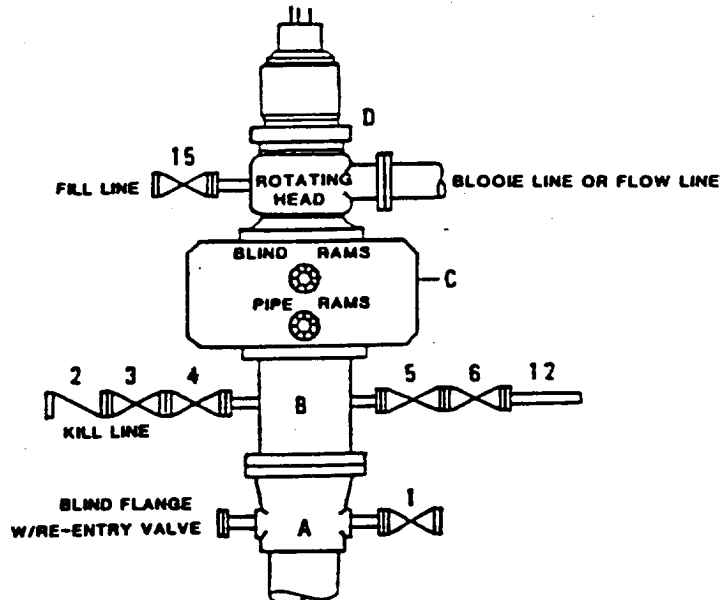 D
15
FILL LINE
ROTATING
HEAD
BLOOIE LINE OR FLOW LINE
BLIND RAMS
C
PIPE RAMS
2 3 4
B
5 6 12
KILL LINE
BLIND FLANGE
W/RE-ENTRY VALVE
A
1